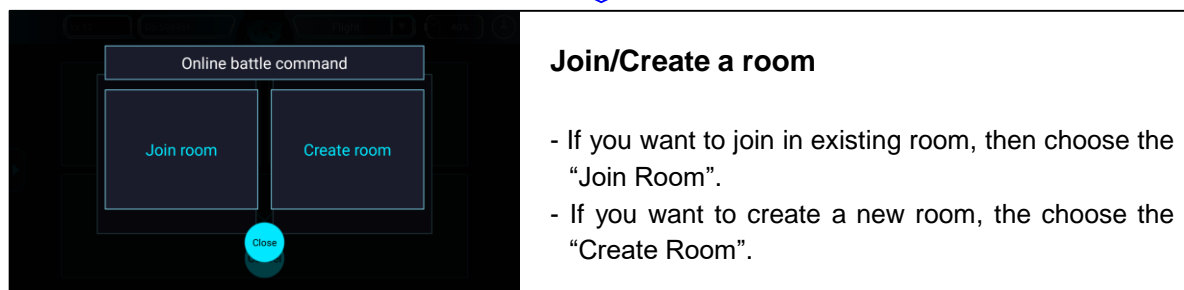 Flight
Online battle command
Join room
Create room
Close
Join/Create a room
- If you want to join in existing room, then choose the
“Join Room”.
- If you want to create a new room, the choose the
“Create Room”.